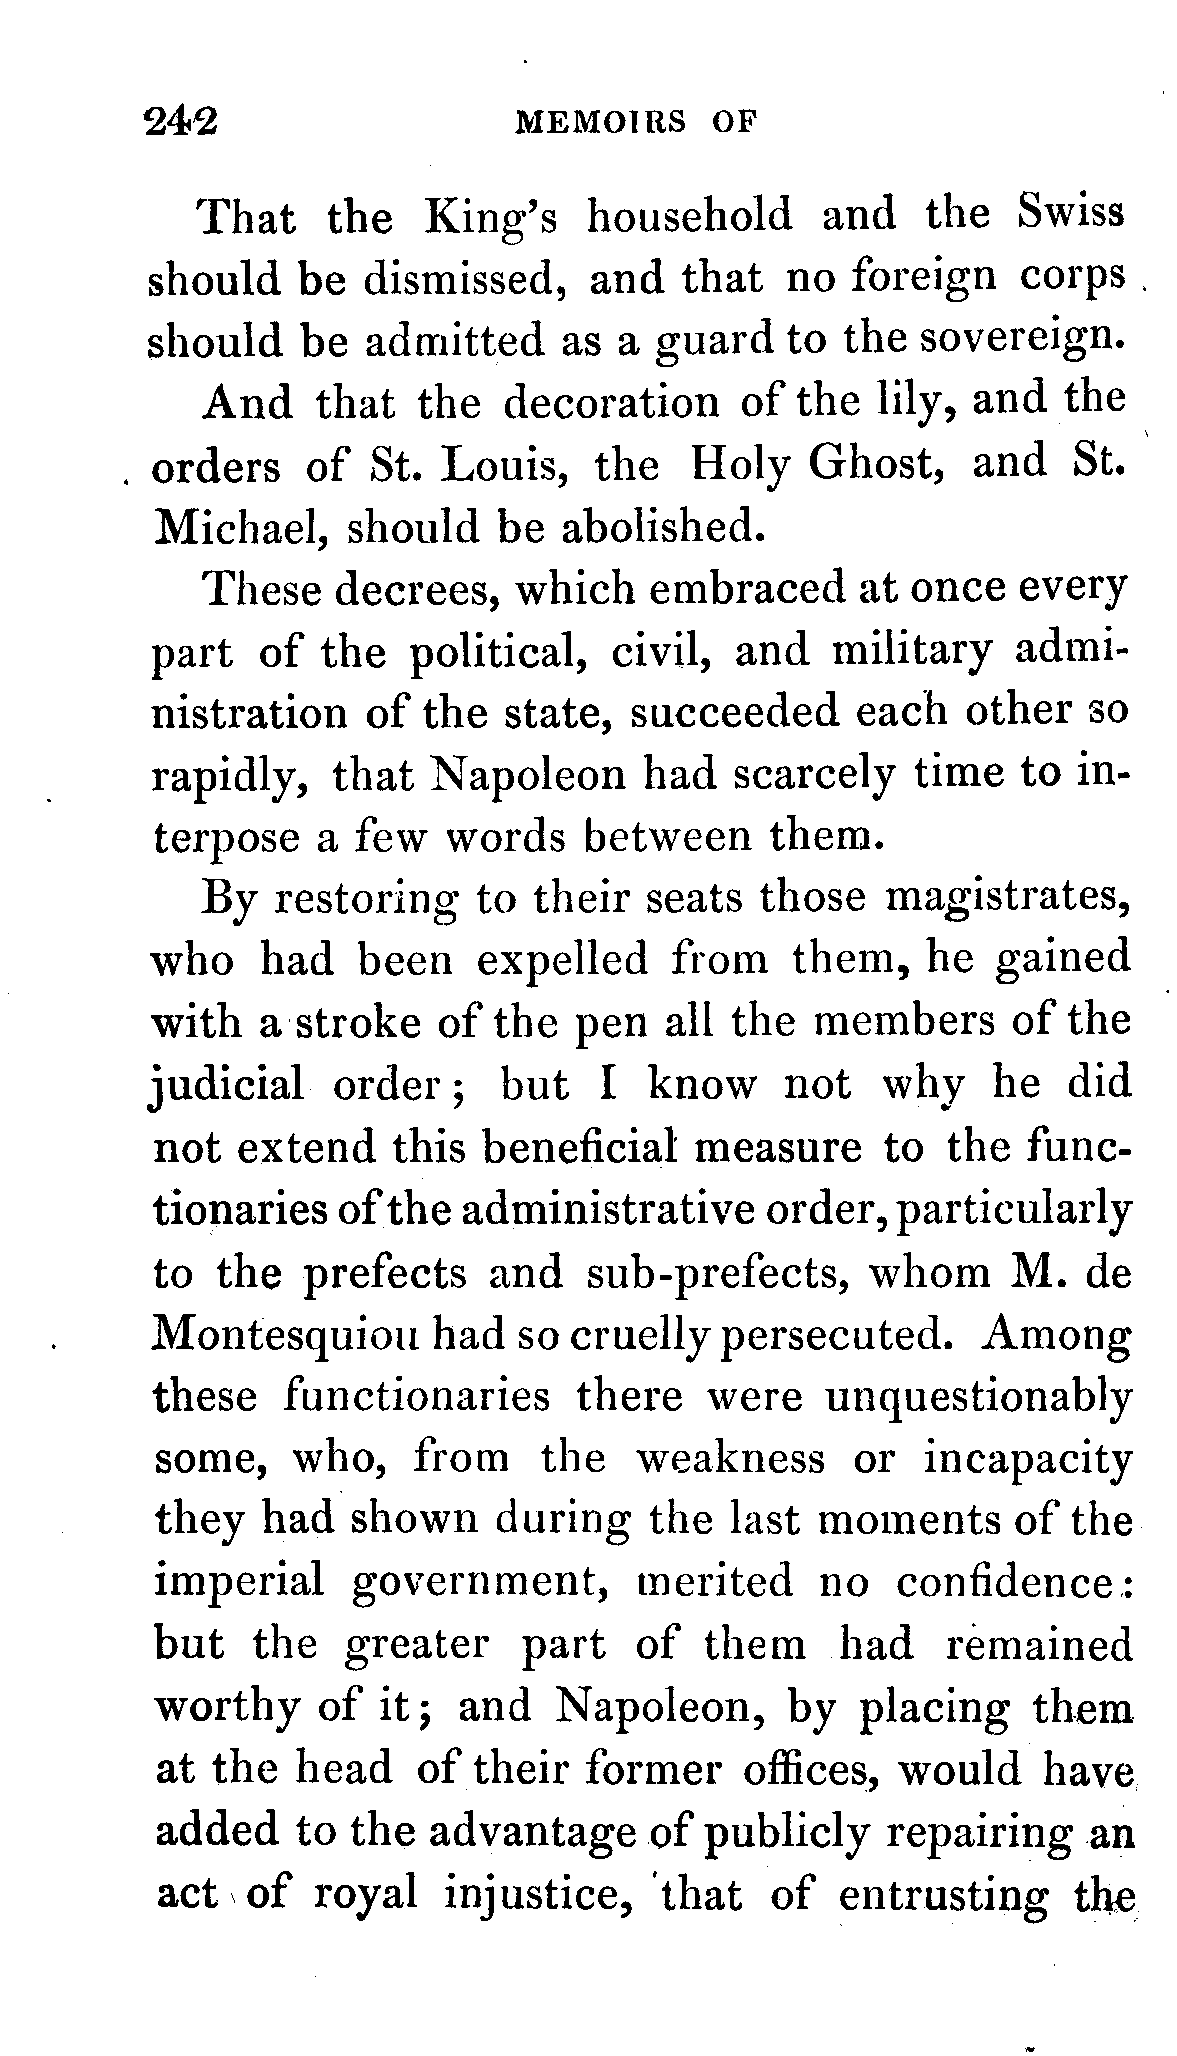 242 MEMOIRS OF
That the King's household and the Swiss
should be dismissed, and that no foreign corps
should be admitted as a guard to the sovereign.
And that the decoration of the lily, and the
orders of St. Louis, the Holy Ghost, and St.
Michael, should be abolished.
These decrees, which embraced at once every
part of the political, civil, and military admi-
nistration of the state, succeeded each other so
rapidly, that Napoleon had scarcely time to in-
terpose a few words between them.
By restoring to their seats those magistrates,
who had been expelled from them, he gained
with a stroke of the pen all the members of the
judicial order; but I know not why he did
not extend this beneficial measure to the func-
tionaries of the administrative order, particularly
to the prefects and sub-prefects, whom M. de
Montesquiou had so cruelly persecuted. Among
these functionaries there were unquestionably
some, who, from the weakness or incapacity
they had shown during the last moments of the
imperial government, merited no confidence:
but the greater part of them had remained
worthy of it; and Napoleon, by placing them
at the head of their former offices, would have
added to the advantage of publicly repairing an
act of royal injustice, that of entrusting the